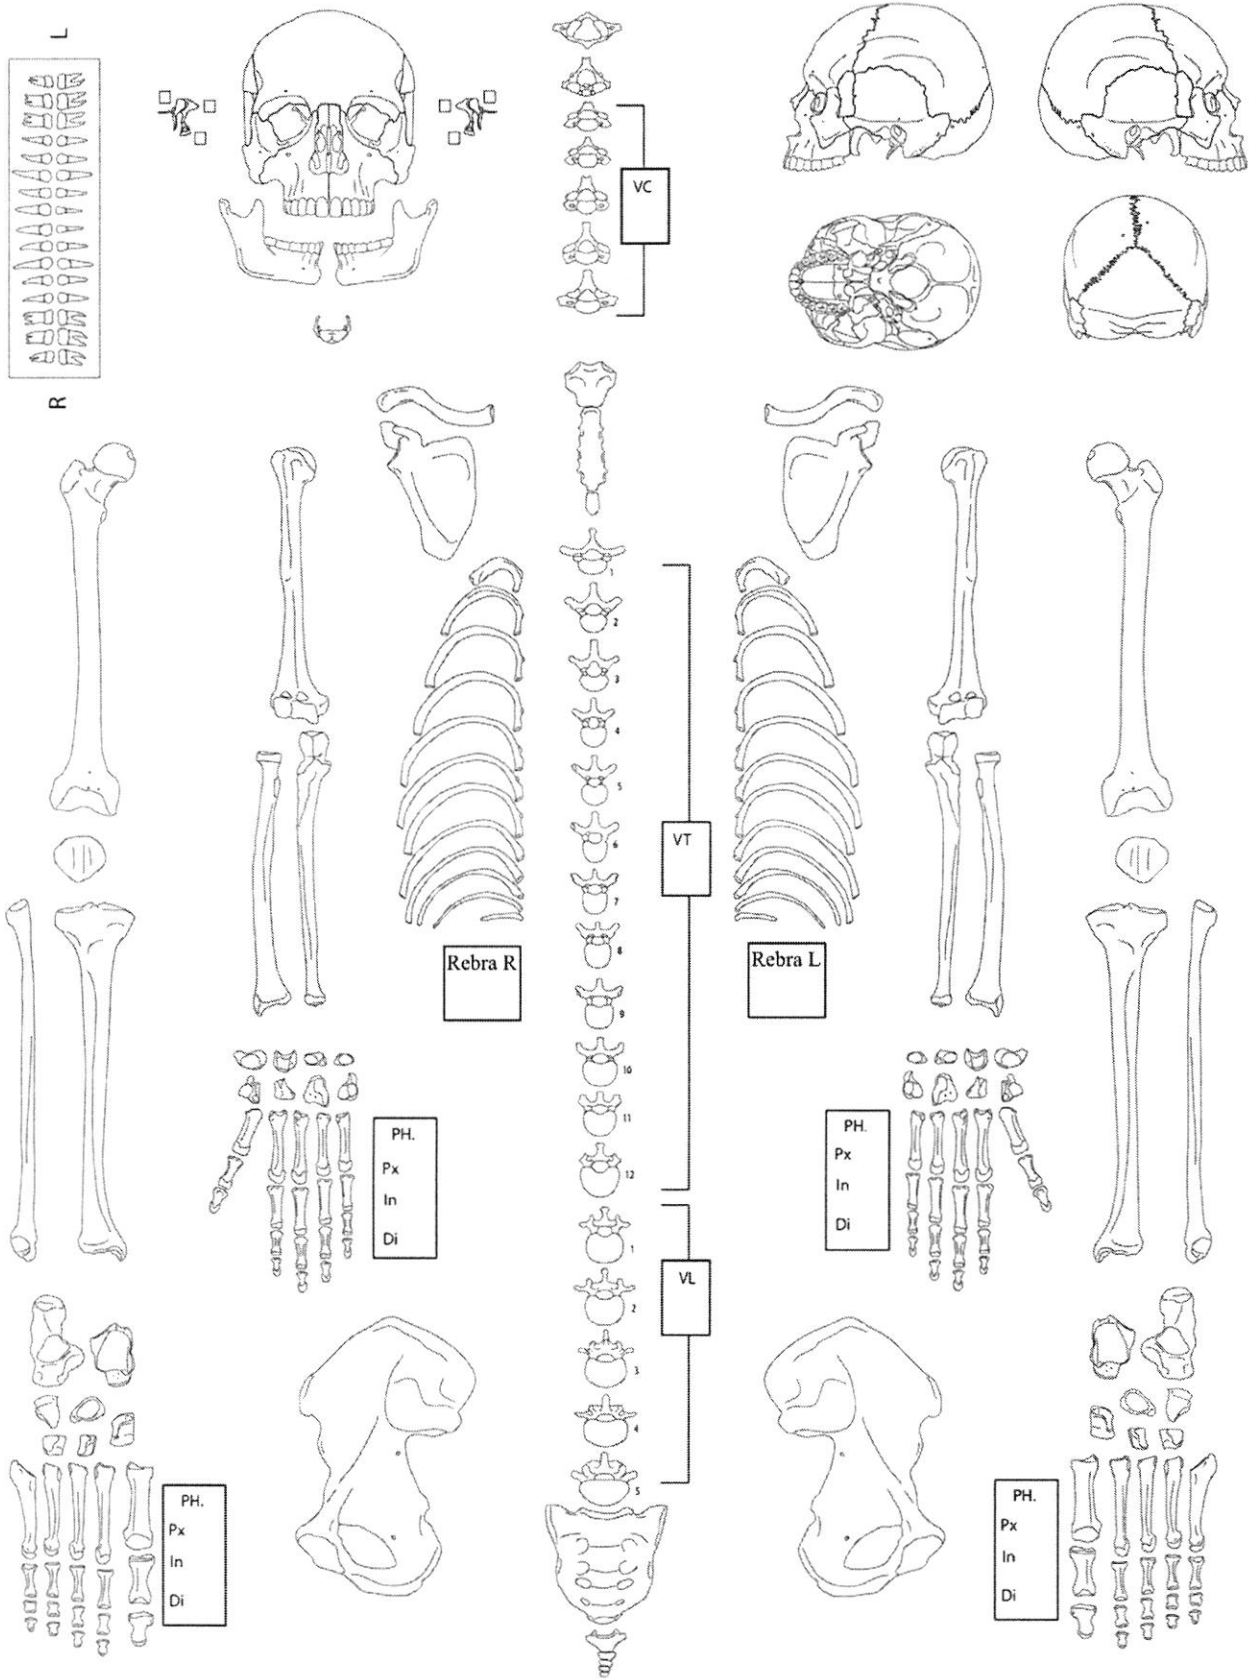 L
R
VC
1
2
3
4
5
6
7
8
9
10
11
12
VT
Rebra R
Rebra L
PH.
Px
In
Di
PH.
Px
In
Di
1
2
3
4
5
VL
PH.
Px
In
Di
PH.
Px
In
Di